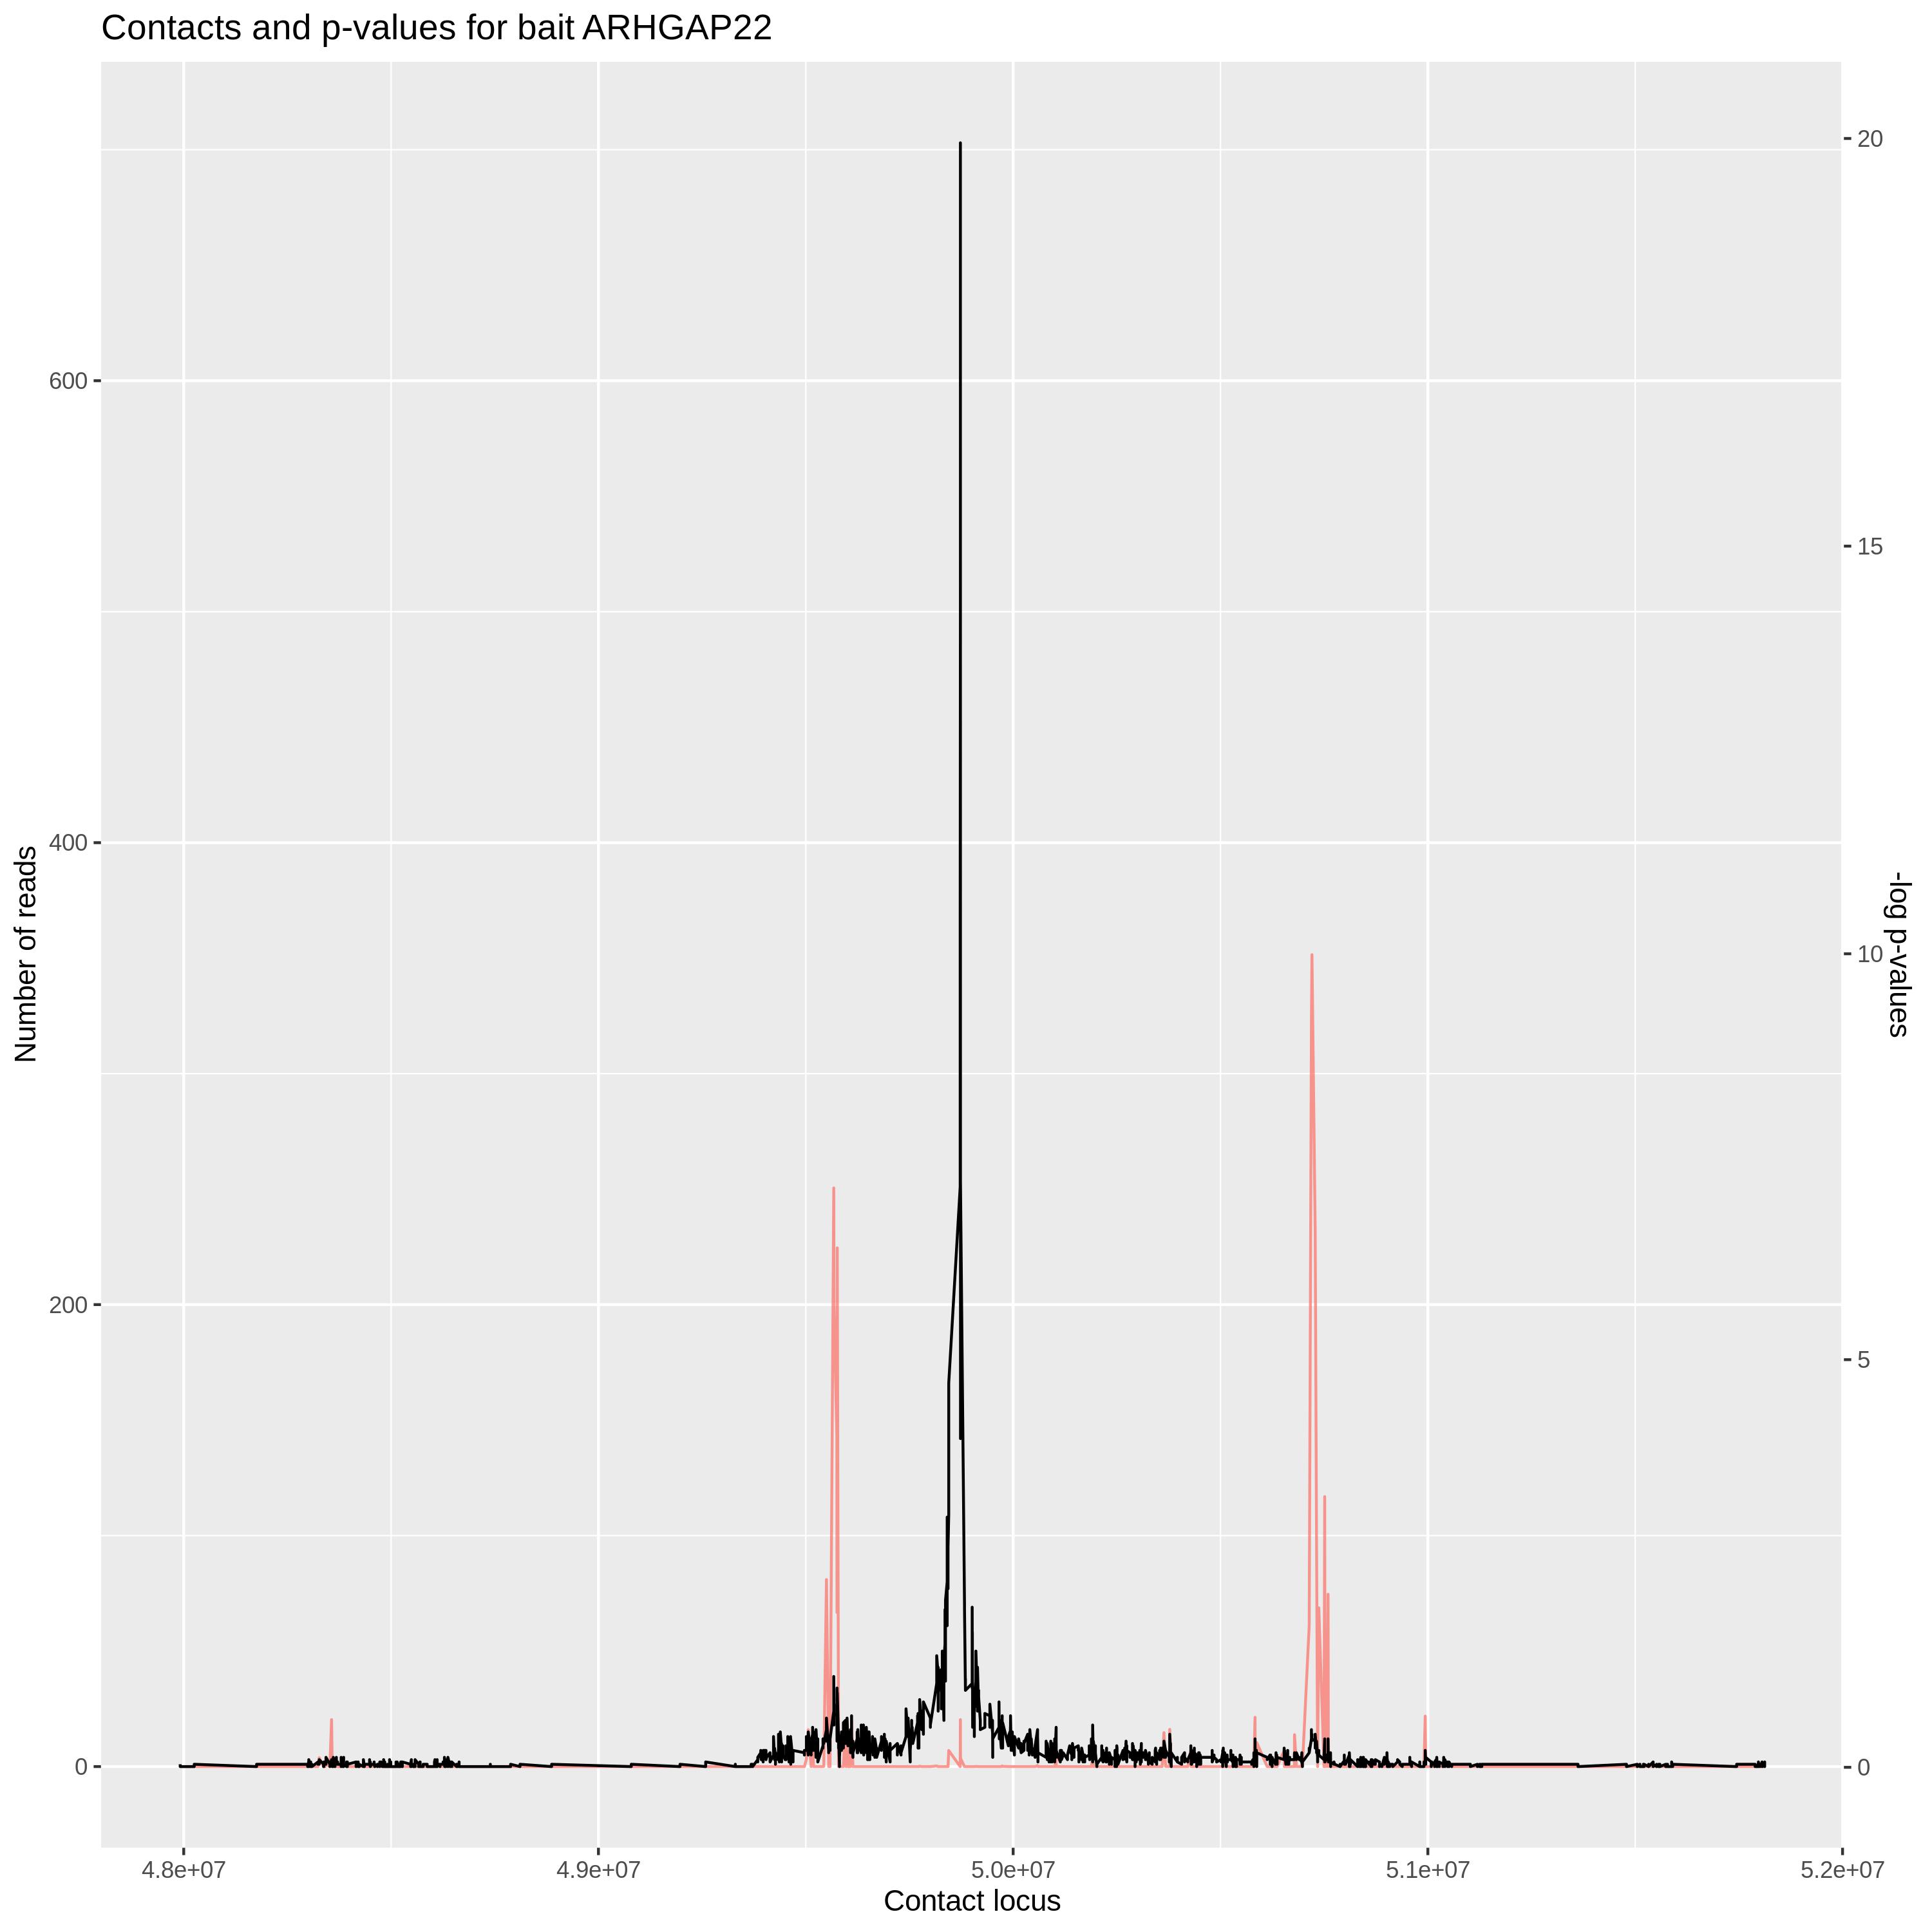 Contacts and p-values for bait ARHGAP22
20
600
15
400
Number of reads
10
-log p-values
200
5
0
0
4.8e+07 4.9e+07 5.0e+07 5.1e+07 5.2e+07
Contact locus